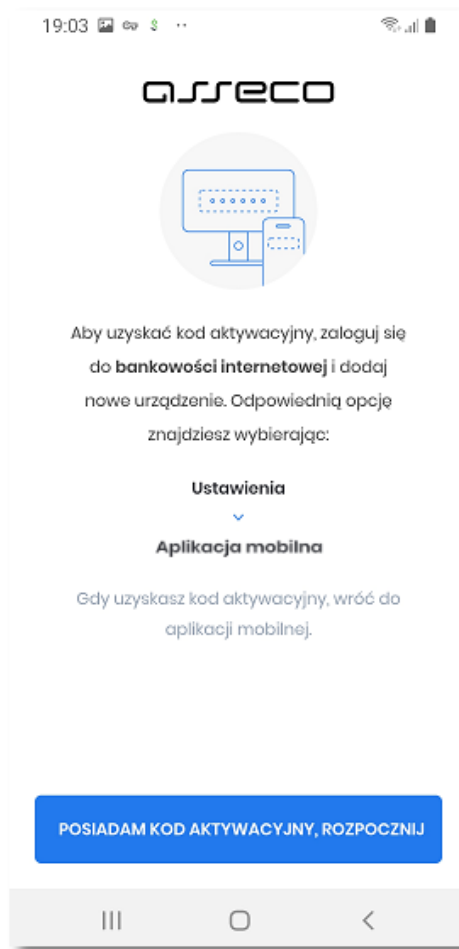 19:03
asseco
Aby uzyskać kod aktywacyjny, zaloguj się
do bankowości internetowej i dodaj
nowe urządzenie. Odpowiednią opcję
znajdziesz wybierając:
Ustawienia
Aplikacja mobilna
Gdy uzyskasz kod aktywacyjny, wróć do
aplikacji mobilnej.
POSIADAM KOD AKTYWACYJNY, ROZPOCZNIJ